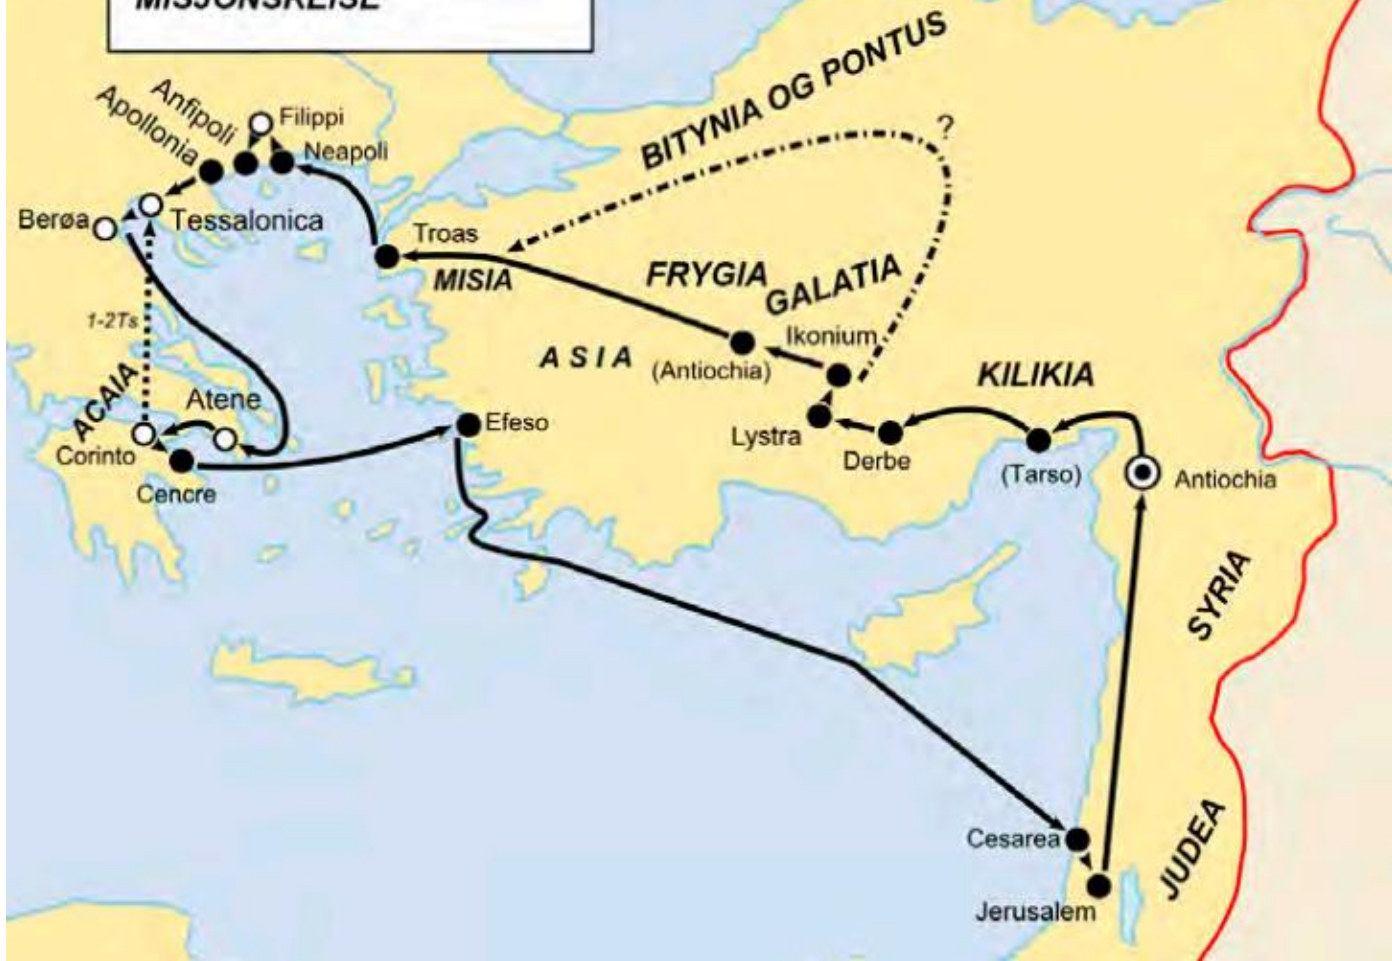 MISJONSREISE
BITYNIA OG PONTUS
?
Anfipoli
Apollonia
Filippi
Neapoli
Berøa
Tessalonica
Troas
MISIA
FRYGIA
GALATIA
1-2Ts
ASIA
(Antiochia)
Ikonium
KILIKIA
ACAIA
Atene
Efeso
Lystra
Derbe
Corinto
(Tarso)
Antiochia
Cencre
SYRIA
Cesarea
JUDEA
Jerusalem